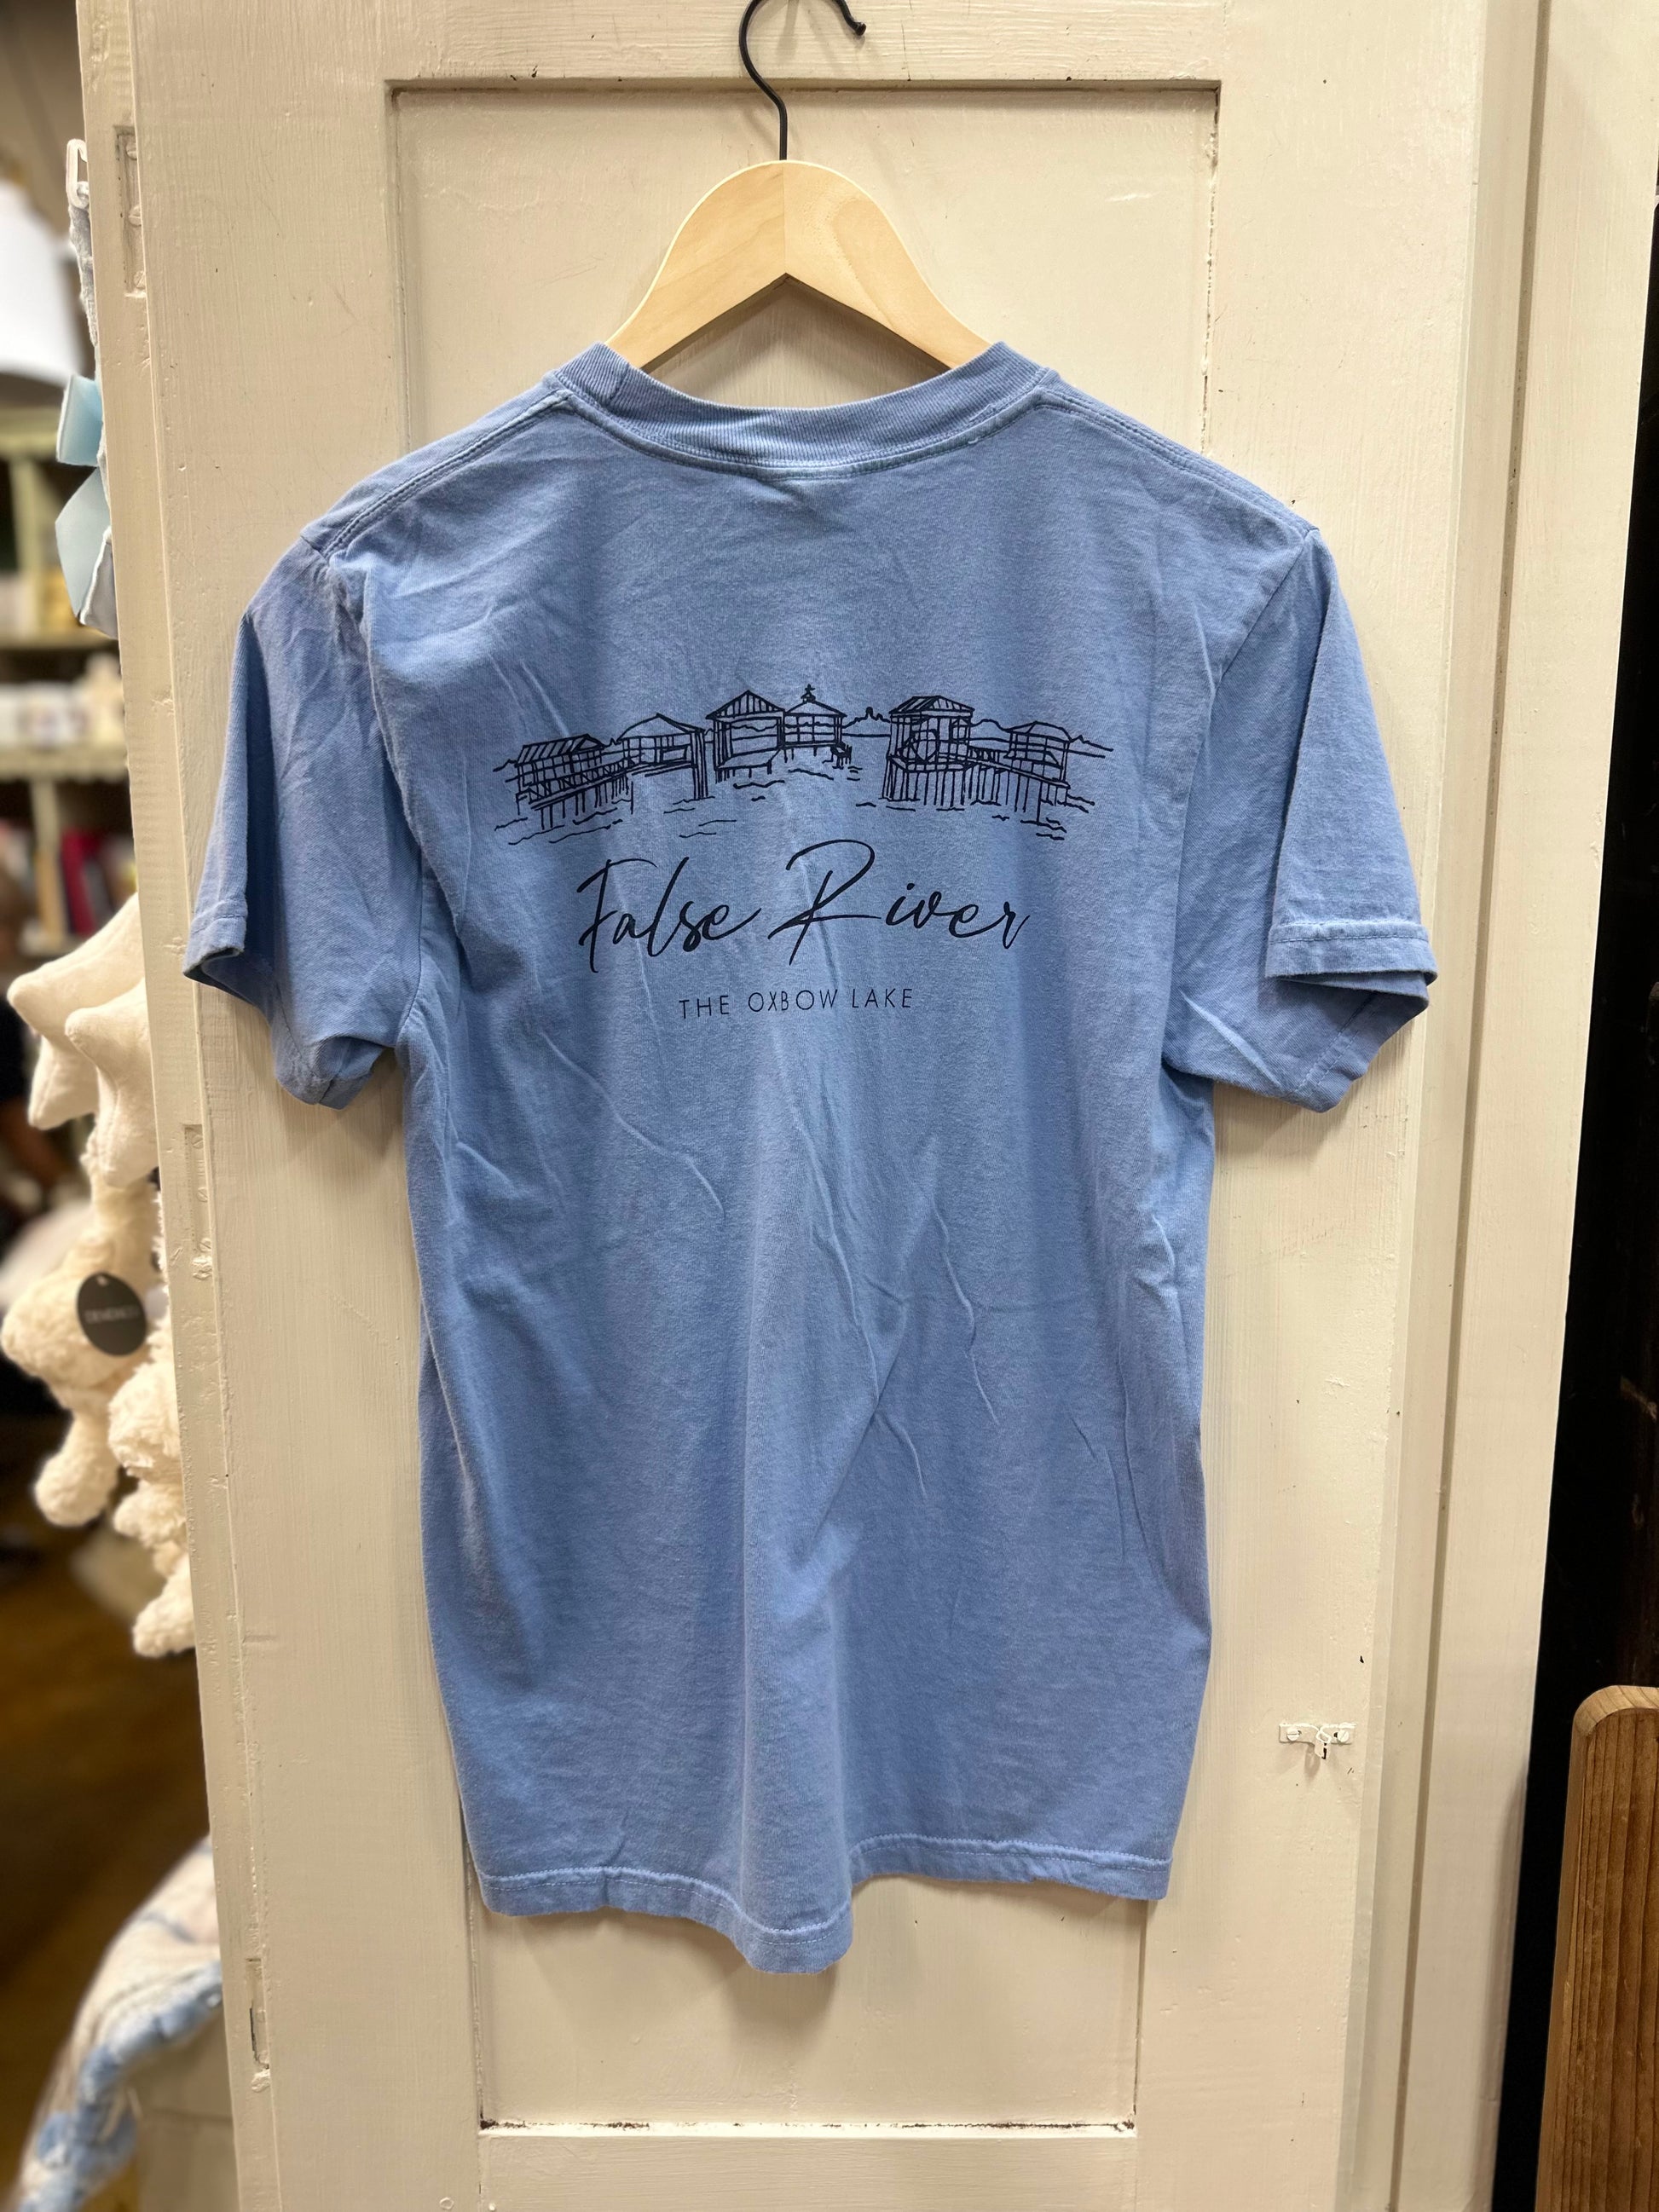 False River
THE OXBOW LAKE